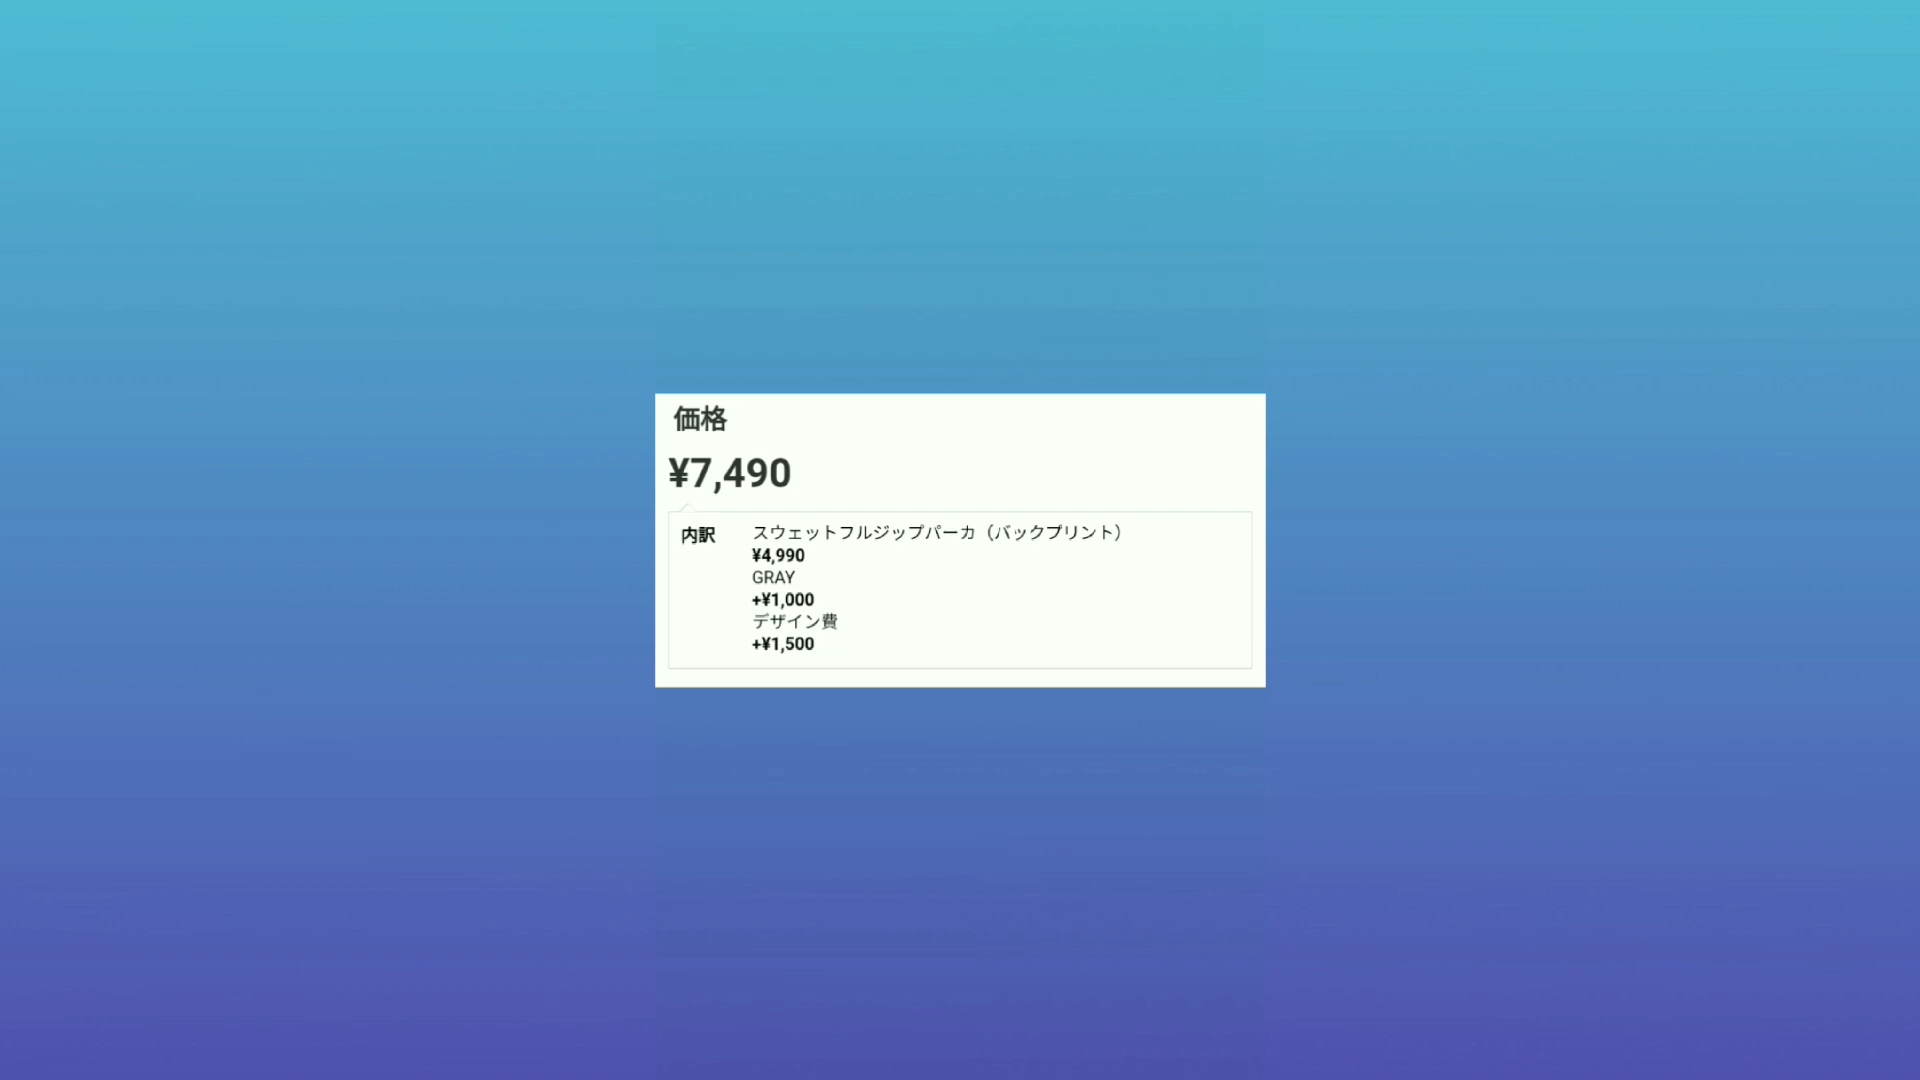 価格
¥7,490
内訳
スウェットフルジップパーカ（バックプリント）
¥4,990
GRAY
+¥1,000
デザイン費
+¥1,500